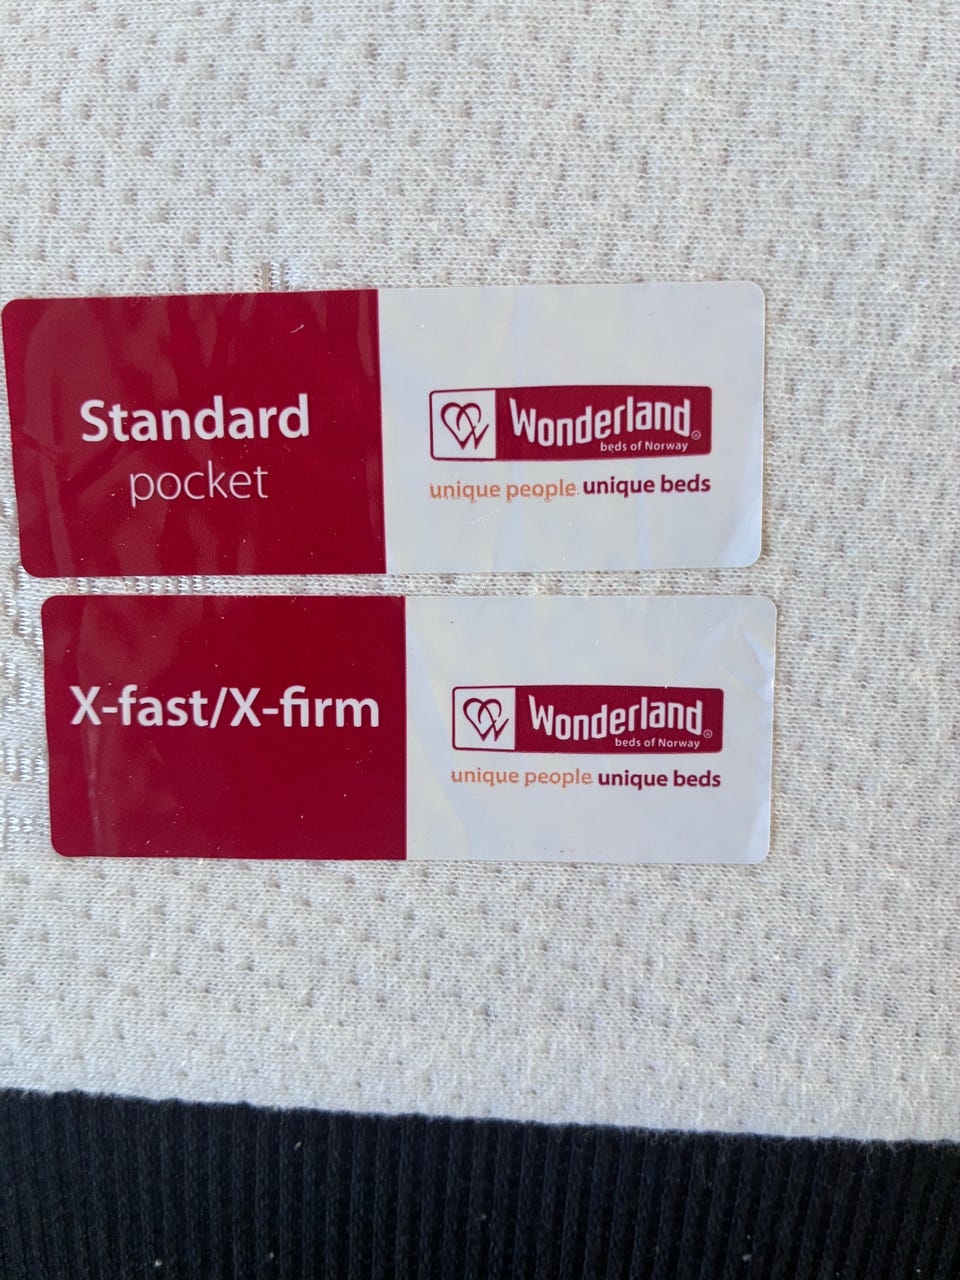 Standard
pocket
Wonderland®
beds of Norway
unique people unique beds
X-fast/X-firm
Wonderland®
beds of Norway
unique people unique beds